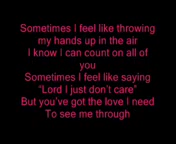 Sometimes I feel like throwing
my hands up in the air
I know I can count on all of
you
Sometimes I feel like saying
“Lord I just don't care”
But you've got the love I need
To see me through